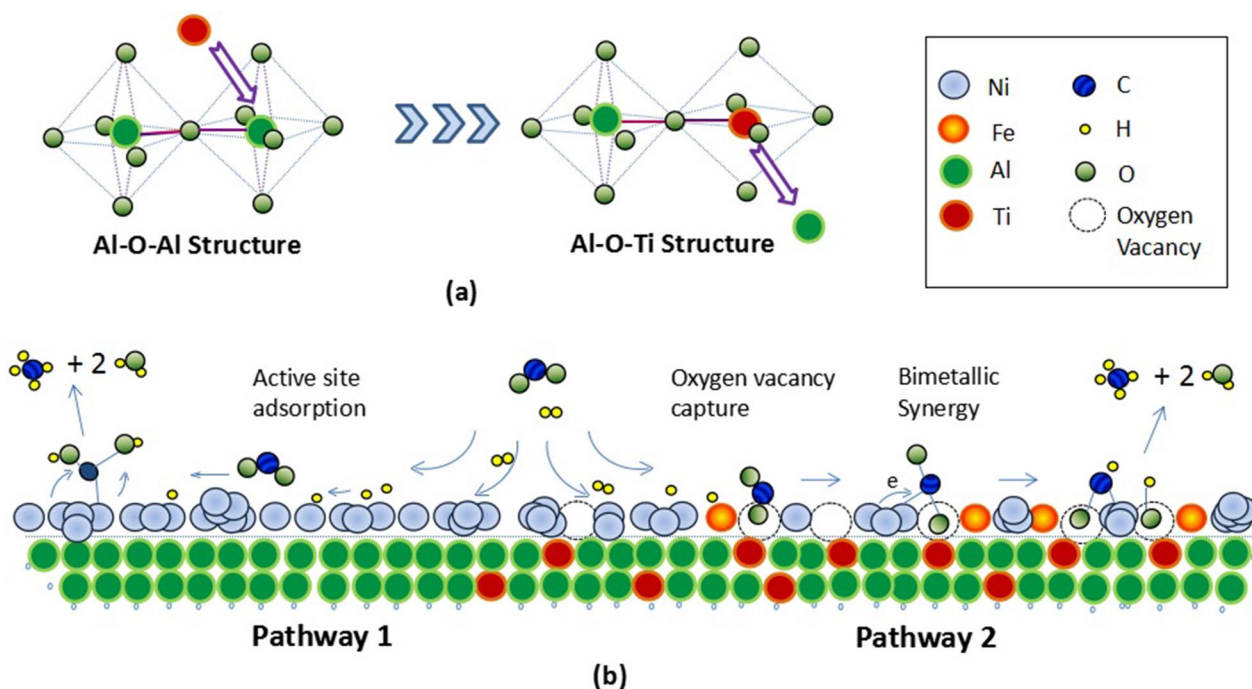 (a)
Al-O-Al Structure
Al-O-Ti Structure
Ni
C
Fe
H
Al
O
Ti
Oxygen
Vacancy
+ 2
Active site
adsorption
Oxygen vacancy
capture
Bimetallic
Synergy
+ 2
e
Pathway 1
Pathway 2
(b)